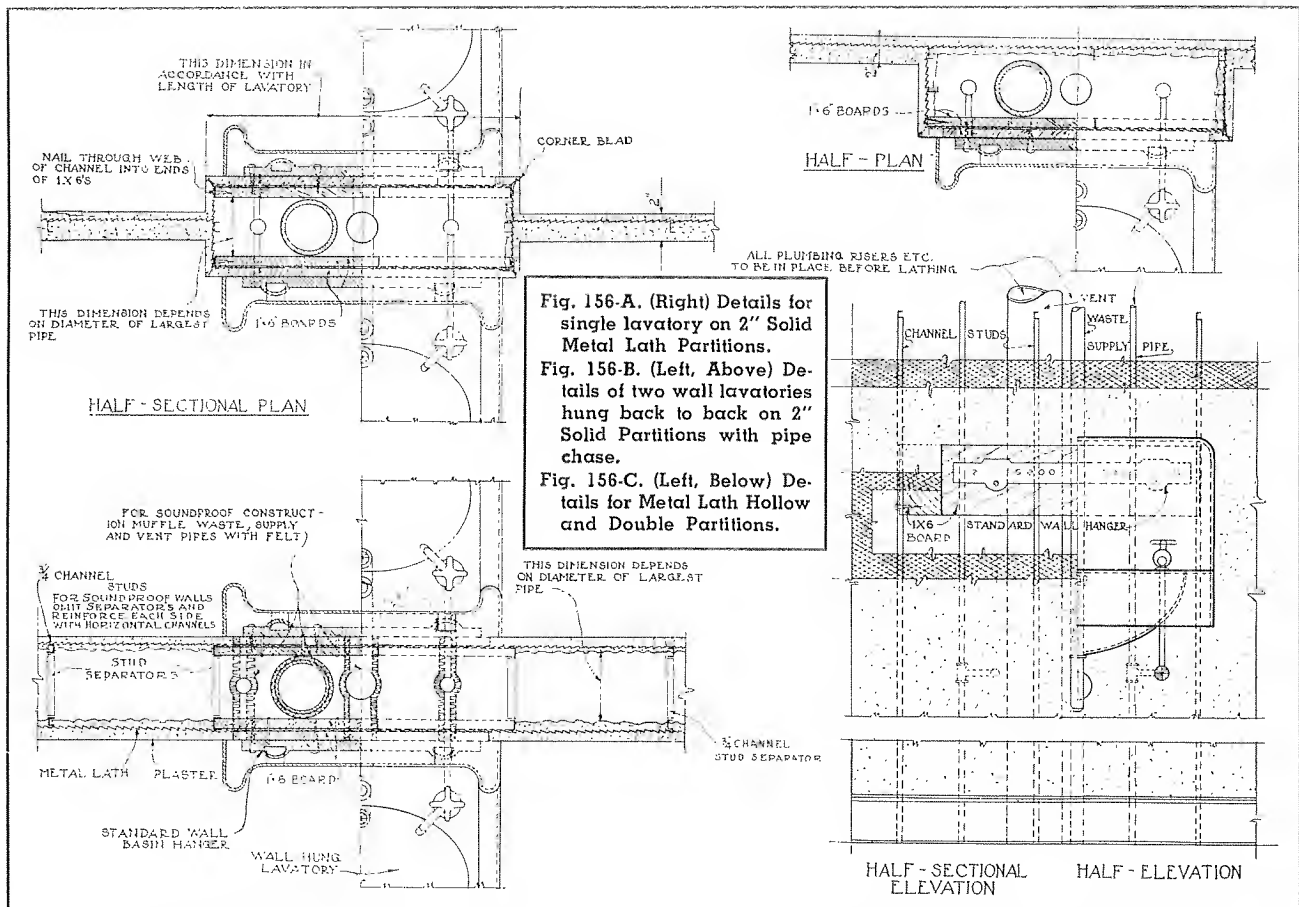 THIS DIMENSION IN
ACCORDANCE WITH
LENGTH OF LAVATORY
NAIL THROUGH WEB
OF CHANNEL INTO ENDS
OF 1X6'S
CORNER BLAD
2"
THIS DIMENSION DEPENDS
ON DIAMETER OF LARGEST
PIPE
1×6" BOARDS
HALF-SECTIONAL PLAN
2"
1×6" BOARDS
HALF-PLAN
ALL PLUMBING RISERS ETC.
TO BE IN PLACE BEFORE LATHING
VENT
WASTE
CHANNEL STUDS SUPPLY PIPE
1X6
BOARD
STANDARD WALL HANGER
HALF-SECTIONAL
ELEVATION
HALF-ELEVATION
Fig. 156-A. (Right) Details for
single lavatory on 2" Solid
Metal Lath Partitions.
Fig. 156-B. (Left, Above) De-
tails of two wall lavatories
hung back to back on 2"
Solid Partitions with pipe
chase.
Fig. 156-C. (Left, Below) De-
tails for Metal Lath Hollow
and Double Partitions.
FOR SOUNDPROOF CONSTRUCT-
ION MUFFLE WASTE, SUPPLY
AND VENT PIPES WITH FELT
3/4 CHANNEL
STUDS
FOR SOUNDPROOF WALLS
OMIT SEPARATORS AND
REINFORCE EACH SIDE
WITH HORIZONTAL CHANNELS
STUD
SEPARATORS
THIS DIMENSION DEPENDS
ON DIAMETER OF LARGEST
PIPE
3/4 CHANNEL
STUD SEPARATOR
METAL LATH
PLASTER
1×6 BOARD
STANDARD WALL
BASIN HANGER
WALL HUNG
LAVATORY